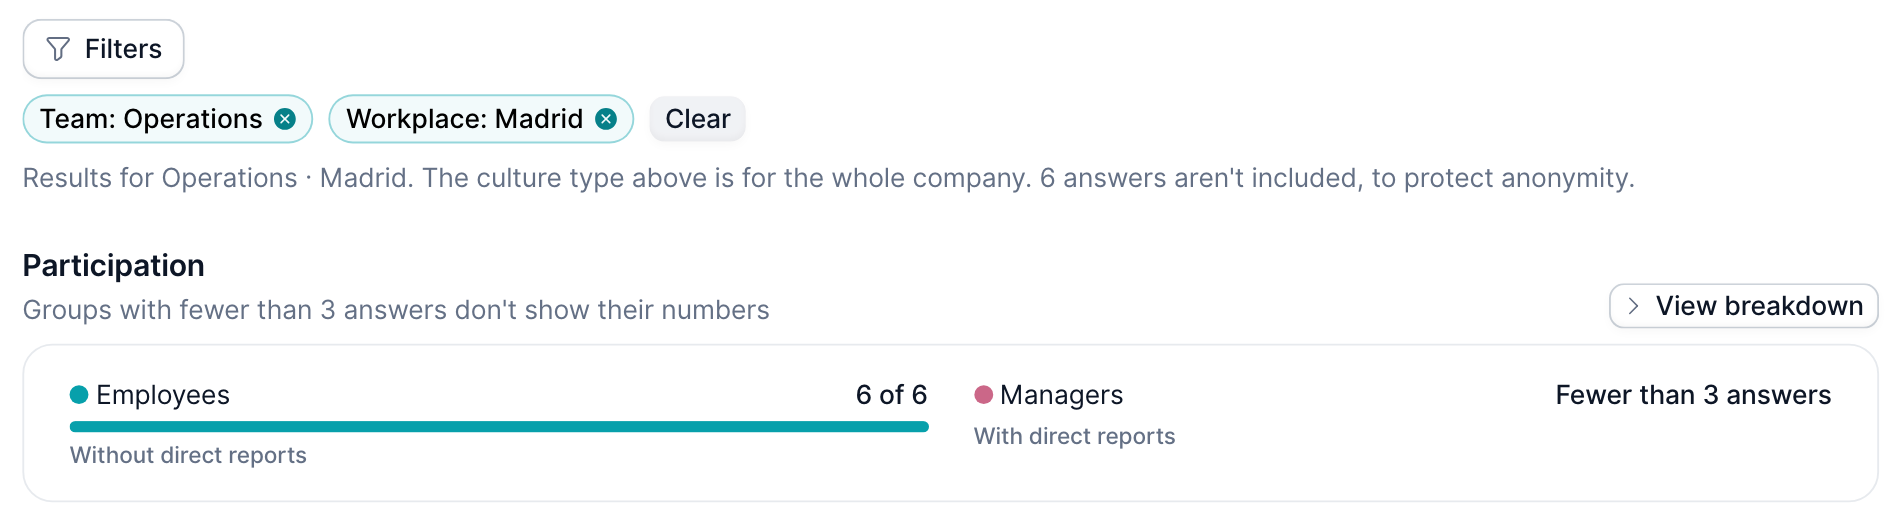 Filters
Team: Operations
Workplace: Madrid
Clear
Results for Operations · Madrid. The culture type above is for the whole company. 6 answers aren't included, to protect anonymity.
Participation
Groups with fewer than 3 answers don't show their numbers
View breakdown
Employees
6 of 6
Without direct reports
Managers
Fewer than 3 answers
With direct reports